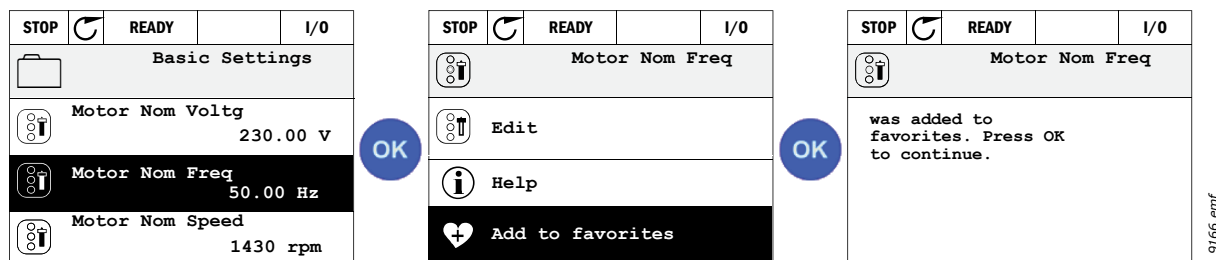 STOP READY I/O
Basic Settings
Motor Nom Voltg
230.00 V
Motor Nom Freq
50.00 Hz
Motor Nom Speed
1430 rpm
OK
STOP READY I/O
Motor Nom Freq
Edit
i Help
Add to favorites
OK
STOP READY I/O
Motor Nom Freq
was added to
favorites. Press OK
to continue.
9166.emf